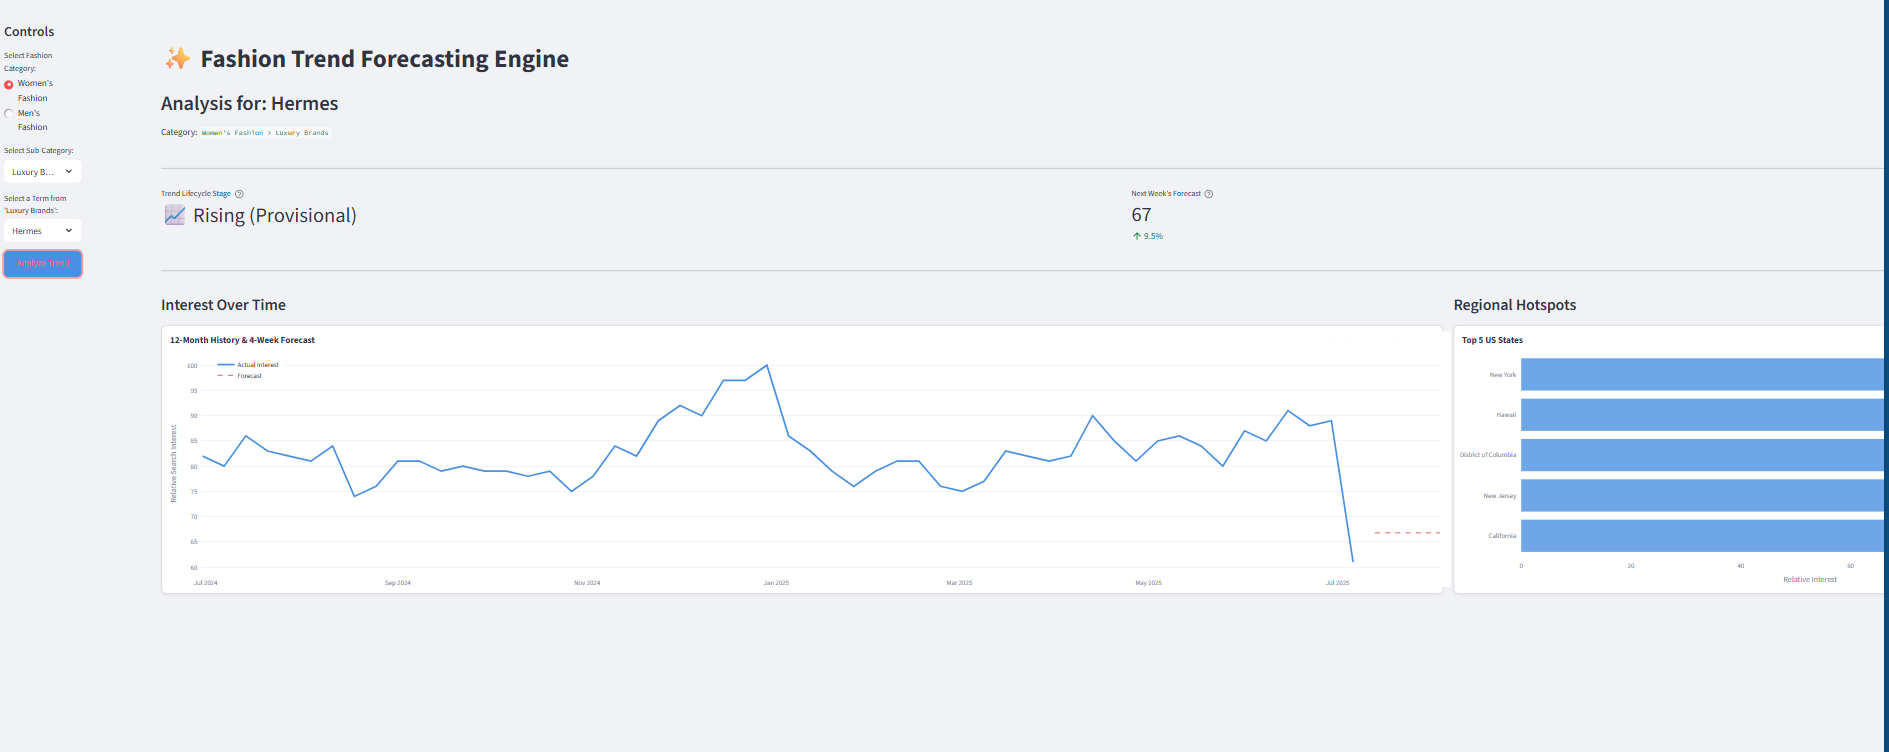 Controls
Select Fashion
Category:
Women's
Fashion
Men's
Fashion
Select Sub-Category:
Luxury B...
Select a Term from
'Luxury Brands':
Hermes
Analyze Trend
✨ Fashion Trend Forecasting Engine
Analysis for: Hermes
Category: Women's Fashion > Luxury Brands
Trend Lifecycle Stage
📈 Rising (Provisional)
Next Week's Forecast
67
↑ 9.5%
Interest Over Time
12-Month History & 4-Week Forecast
Actual Interest
Forecast
Relative Search Interest
100
95
90
85
80
75
70
65
60
Jul 2024
Sep 2024
Nov 2024
Jan 2025
Mar 2025
May 2025
Jul 2025
Regional Hotspots
Top 5 US States
New York
Hawaii
District of Columbia
New Jersey
California
0
20
40
60
Relative Interest